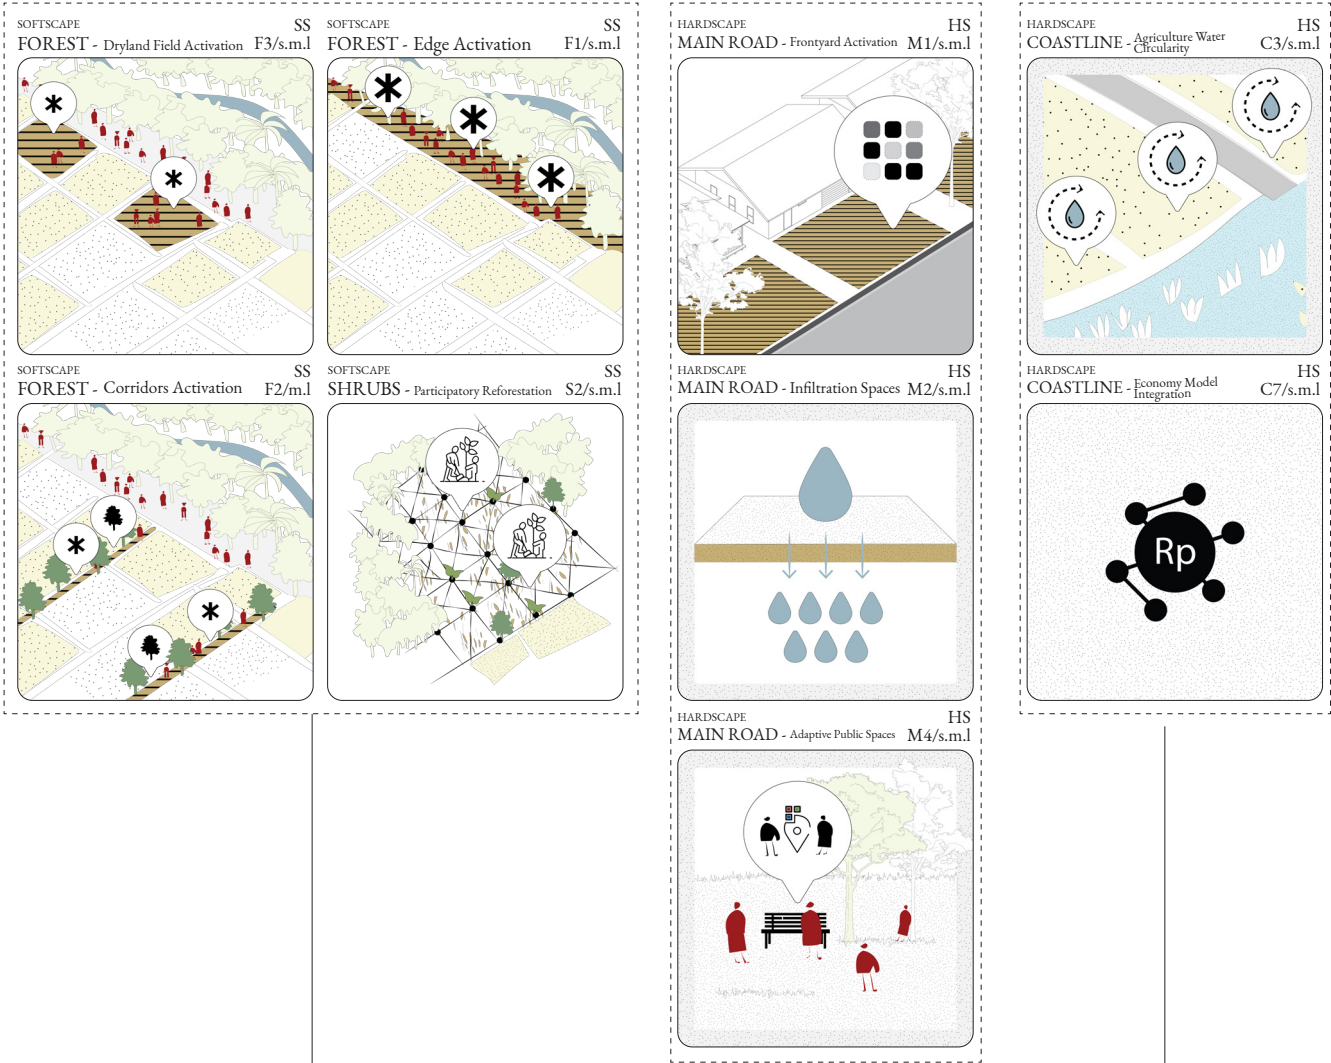 SOFTSCAPE SS
FOREST - Dryland Field Activation F3/s.m.l
SOFTSCAPE SS
FOREST - Edge Activation F1/s.m.l
SOFTSCAPE SS
FOREST - Corridors Activation F2/m.l
SOFTSCAPE SS
SHRUBS - Participatory Reforestation S2/s.m.l
HARDSCAPE HS
MAIN ROAD - Frontyard Activation M1/s.m.l
HARDSCAPE HS
MAIN ROAD - Infiltration Spaces M2/s.m.l
HARDSCAPE HS
MAIN ROAD - Adaptive Public Spaces M4/s.m.l
HARDSCAPE HS
COASTLINE - Agriculture Water C3/s.m.l
Circularity
HARDSCAPE HS
COASTLINE - Economy Model C7/s.m.l
Integration
Rp